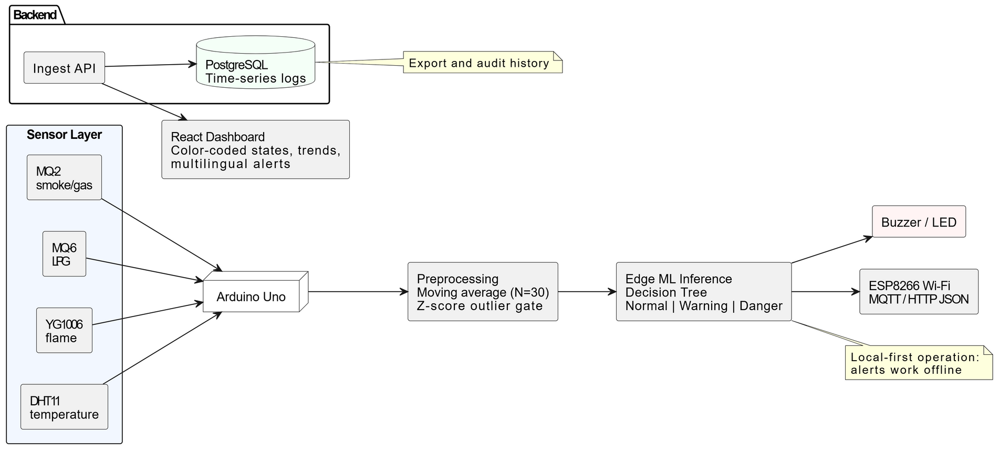 Backend
Ingest API
PostgreSQL
Time-series logs
Export and audit history
React Dashboard
Color-coded states, trends,
multilingual alerts
Sensor Layer
MQ-2
smoke/gas
MQ-6
LPG
YG1006
flame
DHT11
temperature
Arduino Uno
Preprocessing
Moving average (N=30)
Z-score outlier gate
Edge ML Inference
Decision Tree
Normal | Warning | Danger
Buzzer / LED
ESP8266 Wi-Fi
MQTT / HTTP JSON
Local-first operation:
alerts work offline